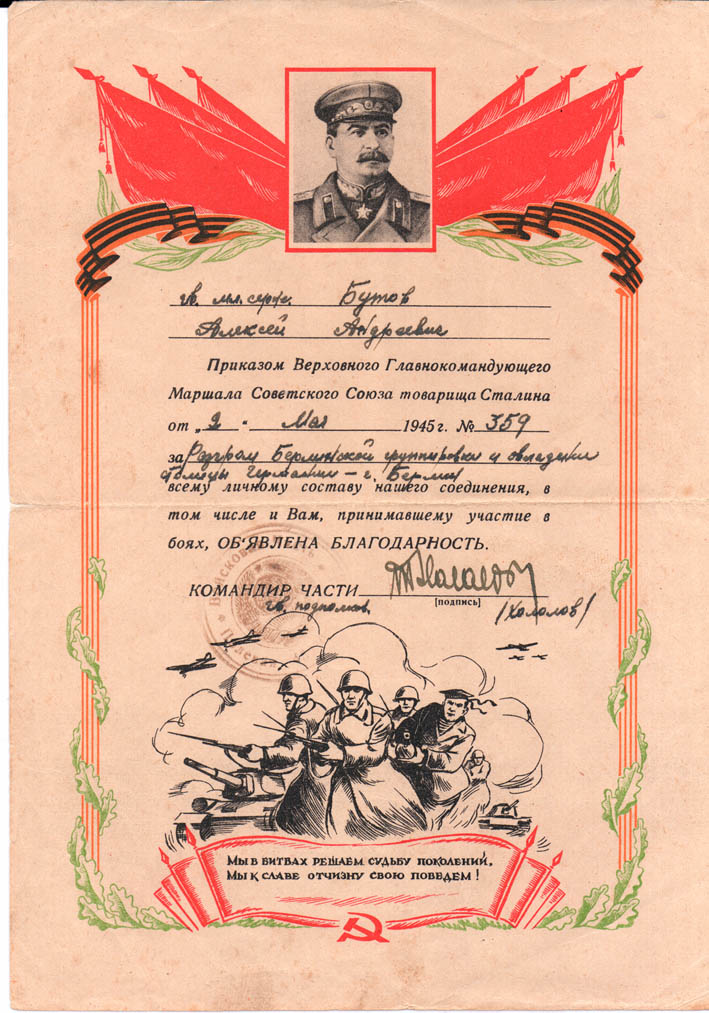 гв. мл. серж. Бутов
Алексей Андреевич
Приказом Верховного Главнокомандующего
Маршала Советского Союза товарища Сталина
от „2" Мая 1945 г. № 359
за Разгром Берлинской группировки и овладение
столицы Германии – г. Берлин
всему личному составу нашего соединения, в
том числе и Вам, принимавшему участие в
боях, ОБ'ЯВЛЕНА БЛАГОДАРНОСТЬ.
КОМАНДИР ЧАСТИ
[подпись]
гв. подполков.
Войсковая
Полевая
МЫ В БИТВАХ РЕШАЕМ СУДЬБУ ПОКОЛЕНИЙ,
МЫ К СЛАВЕ ОТЧИЗНУ СВОЮ ПОВЕДЕМ!